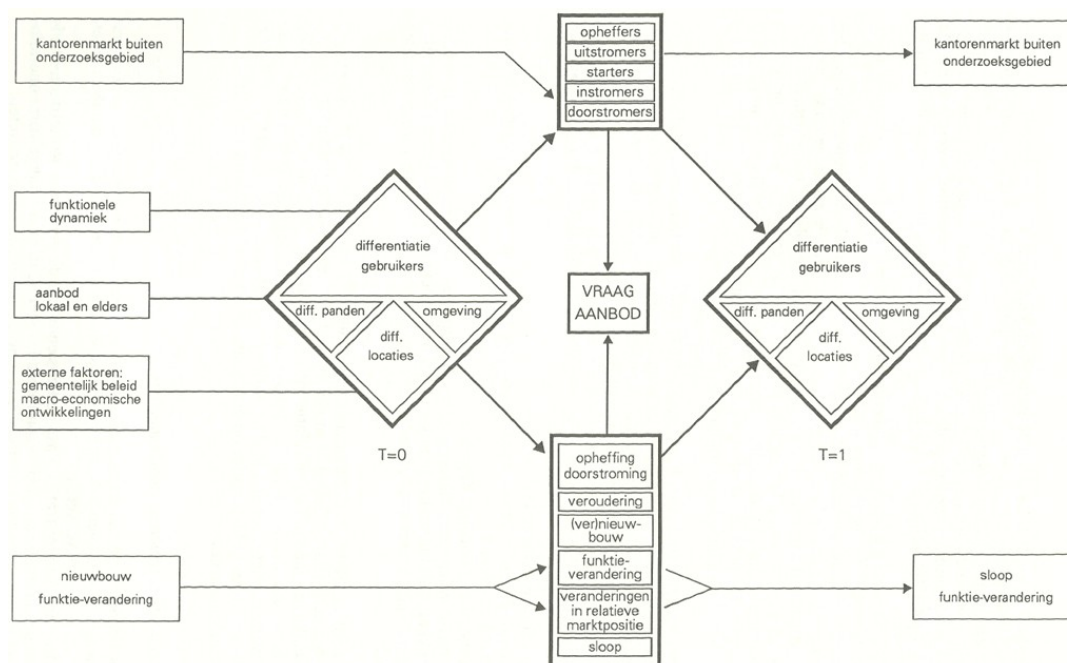 kantorenmarkt buiten
onderzoeksgebied
opheffers
uitstromers
starters
instromers
doorstromers
kantorenmarkt buiten
onderzoeksgebied
funktionele
dynamiek
aanbod
lokaal en elders
externe faktoren:
gemeentelijk beleid
macro-economische
ontwikkelingen
differentiatie
gebruikers
diff. panden
omgeving
diff.
locaties
T=0
VRAAG
AANBOD
differentiatie
gebruikers
diff. panden
omgeving
diff.
locaties
T=1
opheffing
doorstroming
veroudering
(ver)nieuw-
bouw
funktie-
verandering
veranderingen
in relatieve
marktpositie
sloop
nieuwbouw
funktie-verandering
sloop
funktie-verandering